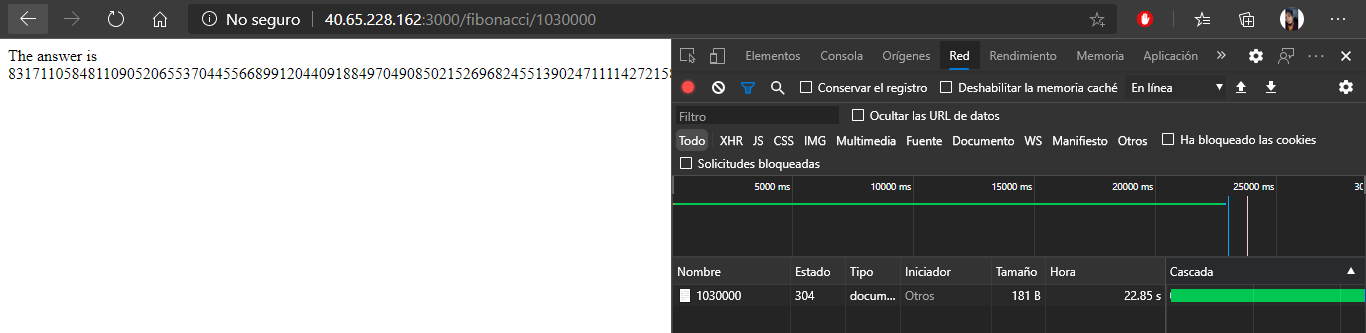 No seguro 40.65.228.162:3000/fibonacci/1030000
The answer is
Elementos Consola Orígenes Red Rendimiento Memoria Aplicación
Conservar el registro Deshabilitar la memoria caché En línea
Filtro Ocultar las URL de datos
Todo XHR JS CSS IMG Multimedia Fuente Documento WS Manifiesto Otros Ha bloqueado las cookies
Solicitudes bloqueadas
5000 ms 10000 ms 15000 ms 20000 ms 25000 ms 30
Nombre Estado Tipo Iniciador Tamaño Hora Cascada
1030000 304 docum... Otros 181 B 22.85 s